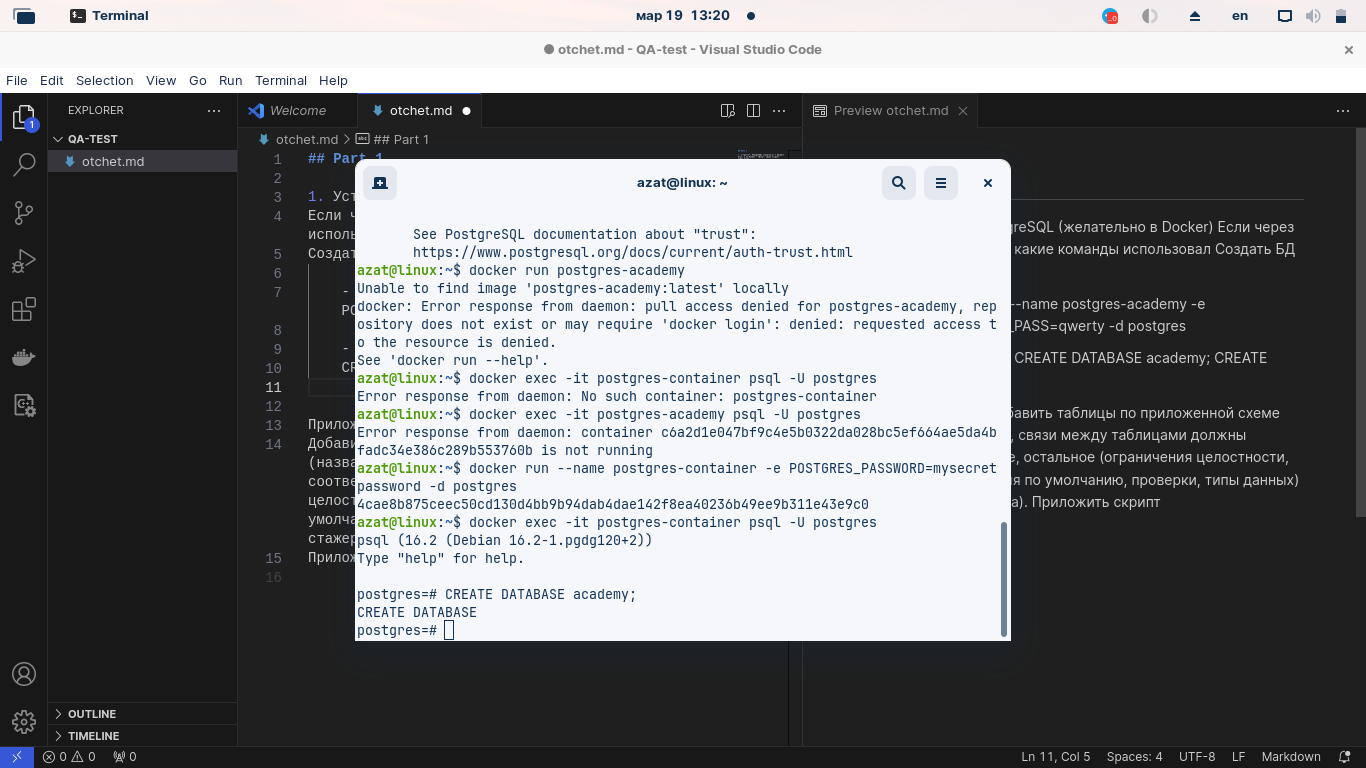 Terminal
мар 19 13:20
en
otchet.md - QA-test - Visual Studio Code
File Edit Selection View Go Run Terminal Help
EXPLORER
Welcome
otchet.md
Preview otchet.md
1
QA-TEST
otchet.md
otchet.md > ## Part 1
1 ## Part 1
2
3 1. Уст
4 Если ч
исполь
5 Создат
6
7 -
PO
8
9 -
10 CR
11
12
13 Прилож
14 Добави
(назва
соотве
целост
умолча
стажер
15 Прилож
16
azat@linux: ~
See PostgreSQL documentation about "trust":
https://www.postgresql.org/docs/current/auth-trust.html
azat@linux:~$ docker run postgres-academy
Unable to find image 'postgres-academy:latest' locally
docker: Error response from daemon: pull access denied for postgres-academy, rep
ository does not exist or may require 'docker login': denied: requested access t
o the resource is denied.
See 'docker run --help'.
azat@linux:~$ docker exec -it postgres-container psql -U postgres
Error response from daemon: No such container: postgres-container
azat@linux:~$ docker exec -it postgres-academy psql -U postgres
Error response from daemon: container c6a2d1e047bf9c4e5b0322da028bc5ef664ae5da4b
fadc34e386c289b553760b is not running
azat@linux:~$ docker run --name postgres-container -e POSTGRES_PASSWORD=mysecret
password -d postgres
4cae8b875ceec50cd130d4bb9b94dab4dae142f8ea40236b49ee9b311e43e9c0
azat@linux:~$ docker exec -it postgres-container psql -U postgres
psql (16.2 (Debian 16.2-1.pgdg120+2))
Type "help" for help.
postgres=# CREATE DATABASE academy;
CREATE DATABASE
postgres=#
greSQL (желательно в Docker) Если через
какие команды использовал Создать БД
--name postgres-academy -e
_PASS=qwerty -d postgres
CREATE DATABASE academy; CREATE
бавить таблицы по приложенной схеме
, связи между таблицами должны
е, остальное (ограничения целостности,
я по умолчанию, проверки, типы данных)
а). Приложить скрипт
OUTLINE
TIMELINE
0 0 0
Ln 11, Col 5 Spaces: 4 UTF-8 LF Markdown